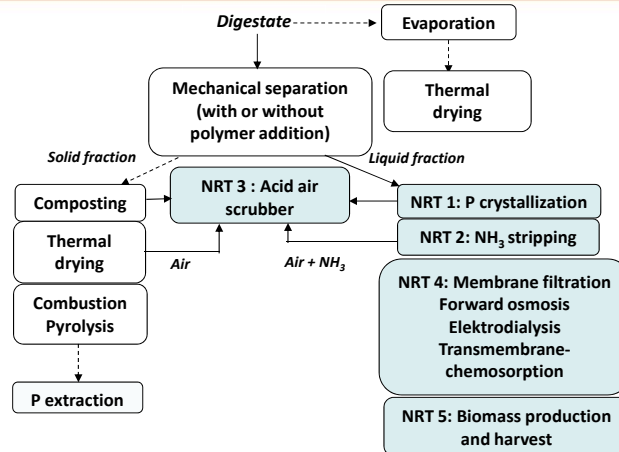 Digestate
Evaporation
Mechanical separation
(with or without
polymer addition)
Thermal
drying
Solid fraction
Liquid fraction
Composting
NRT 3 : Acid air
scrubber
NRT 1: P crystallization
Thermal
drying
Air
Air + NH₃
NRT 2: NH₃ stripping
Combustion
Pyrolysis
NRT 4: Membrane filtration
Forward osmosis
Elektrodialysis
Transmembrane-
chemosorption
P extraction
NRT 5: Biomass production
and harvest